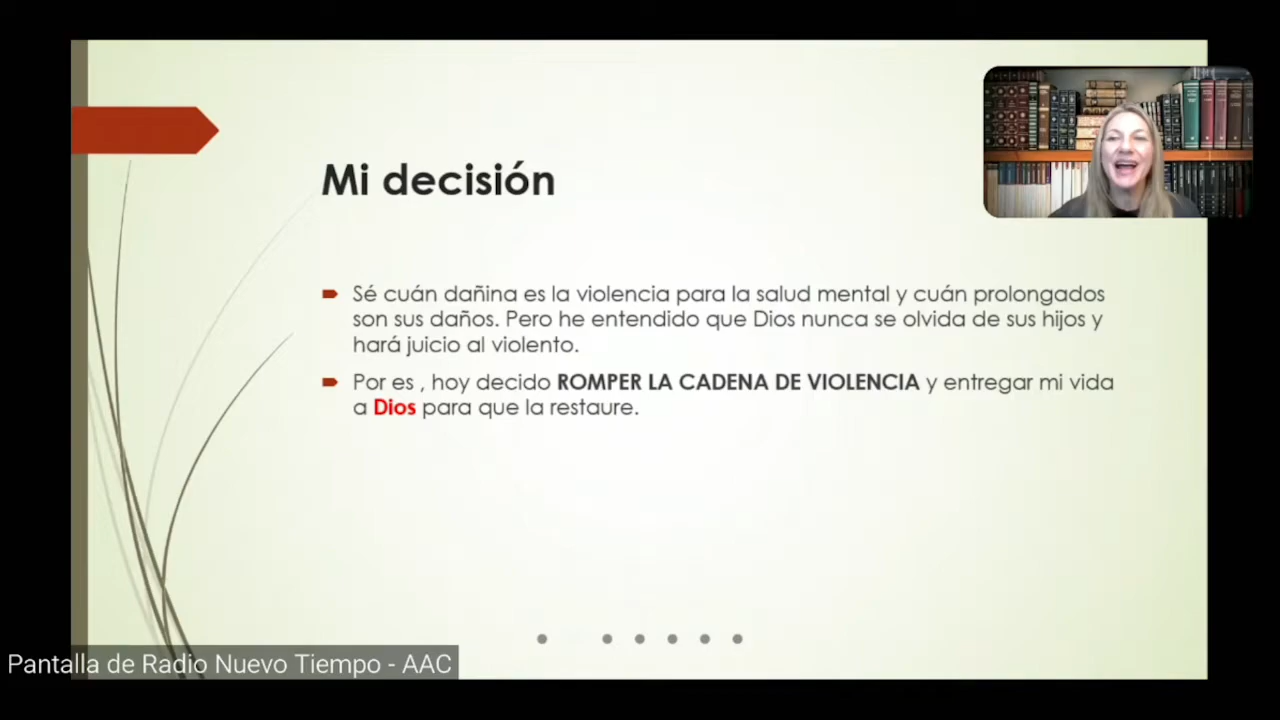 Mi decisión
Sé cuán dañina es la violencia para la salud mental y cuán prolongados
son sus daños. Pero he entendido que Dios nunca se olvida de sus hijos y
hará juicio al violento.
Por es , hoy decido ROMPER LA CADENA DE VIOLENCIA y entregar mi vida
a Dios para que la restaure.
Pantalla de Radio Nuevo Tiempo - AAC